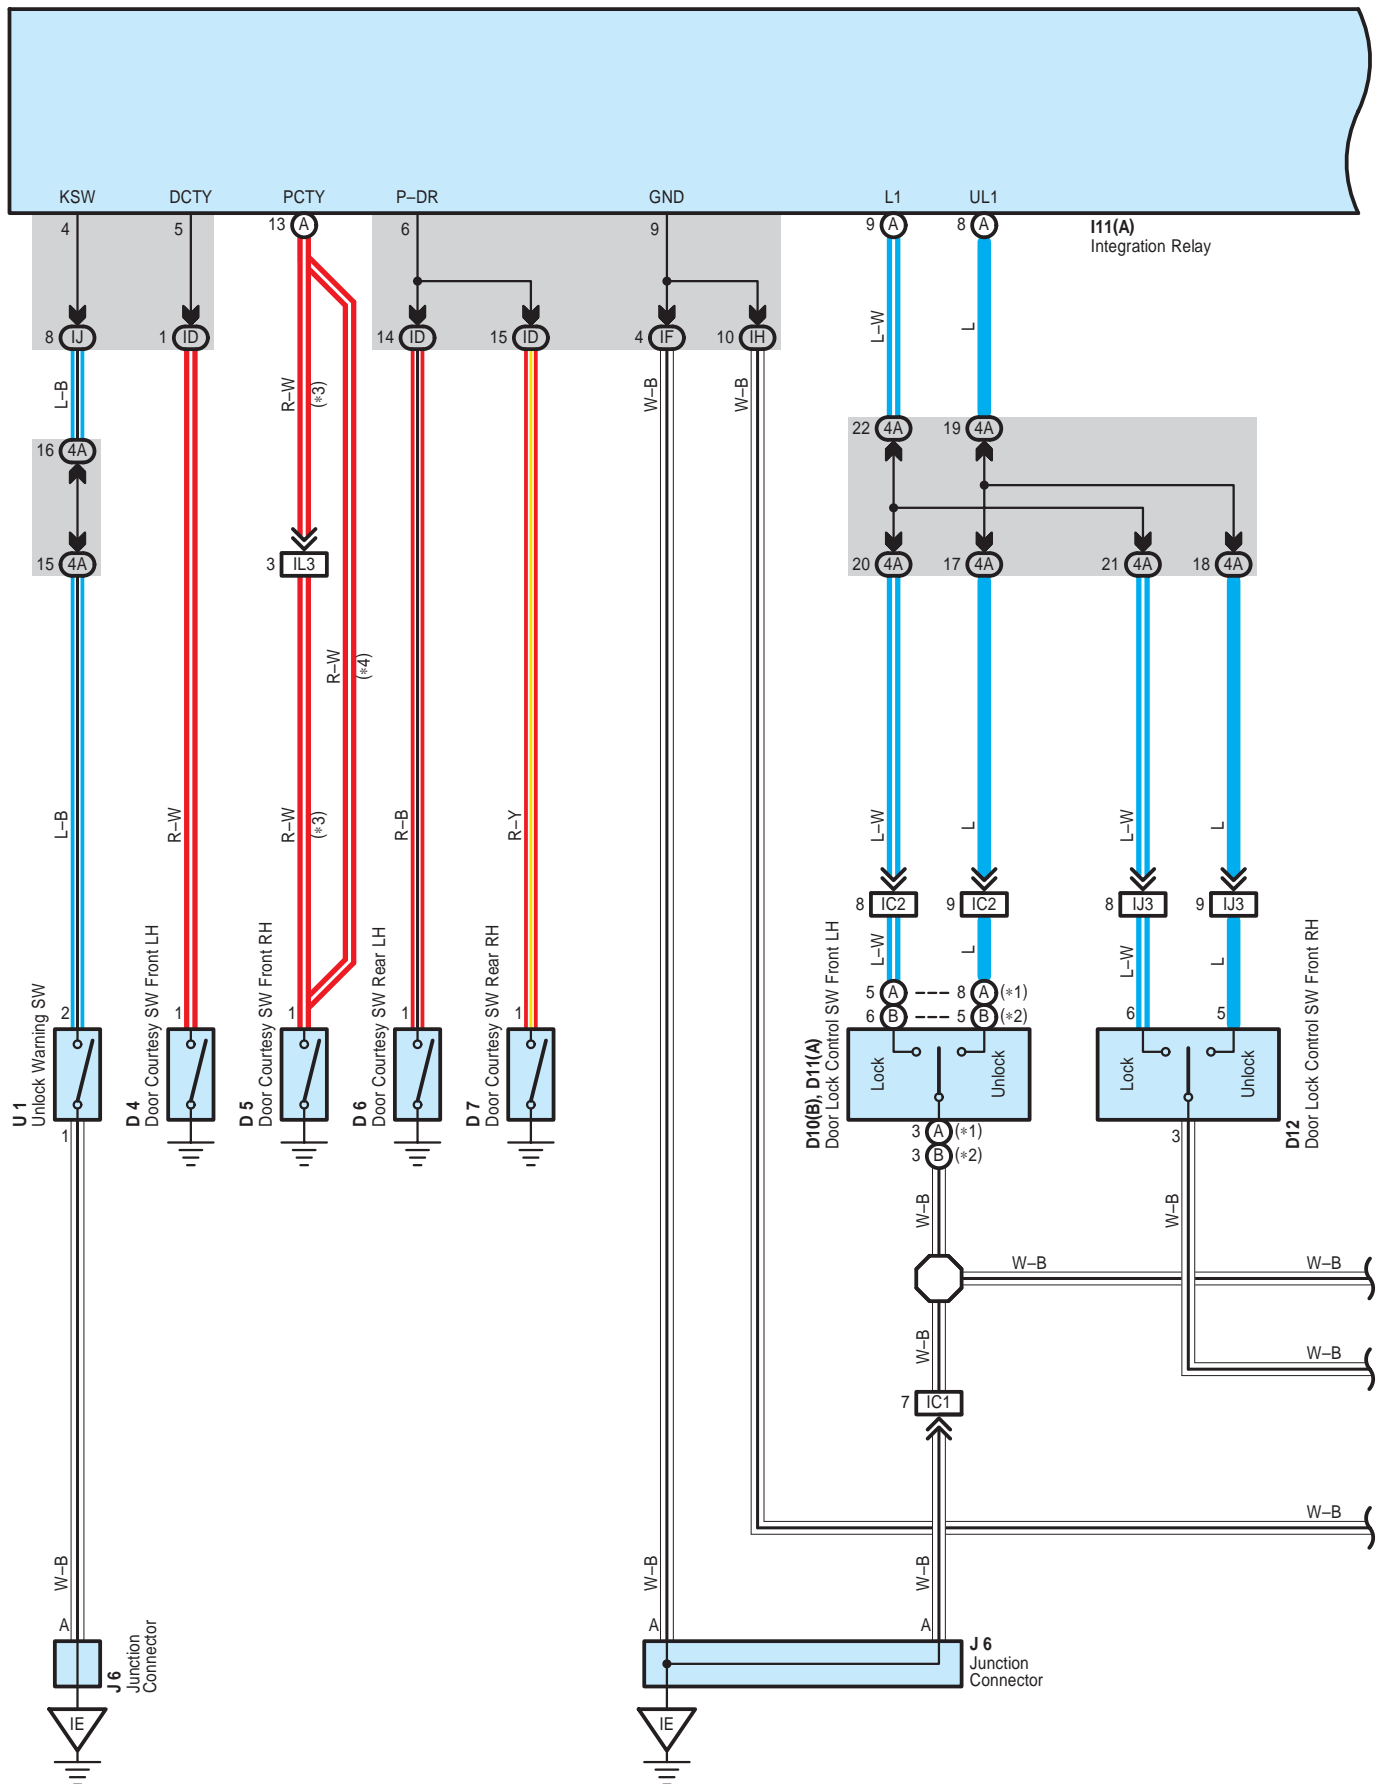 KSW DCTY PCTY P–DR GND L1 UL1
4 5 13 A 6 9 9 A 8 A
I11(A)
Integration Relay
8 IJ 1 ID 14 ID 15 ID 4 IF 10 IH
L–W L
L–B R–W (∗3) W–B W–B
22 4A 19 4A
16 4A
15 4A 3 IL3 20 4A 17 4A 21 4A 18 4A
R–W (∗4)
L–B R–W R–W (∗3) R–B R–Y L–W L L–W L
8 IC2 9 IC2 8 IJ3 9 IJ3
L–W L L–W L
5 A 8 A (∗1)
6 B 5 B (∗2)
2 1 1 1 1 6 5
U 1
Unlock Warning SW
D 4
Door Courtesy SW Front LH
D 5
Door Courtesy SW Front RH
D 6
Door Courtesy SW Rear LH
D 7
Door Courtesy SW Rear RH
D10(B), D11(A)
Door Lock Control SW Front LH
Lock Unlock
Lock Unlock
D12
Door Lock Control SW Front RH
1 3 A (∗1) 3
3 B (∗2)
W–B W–B
W–B W–B
W–B W–B
7 IC1
W–B
W–B W–B W–B
A A A
J 6
Junction
Connector
J 6
Junction
Connector
IE IE